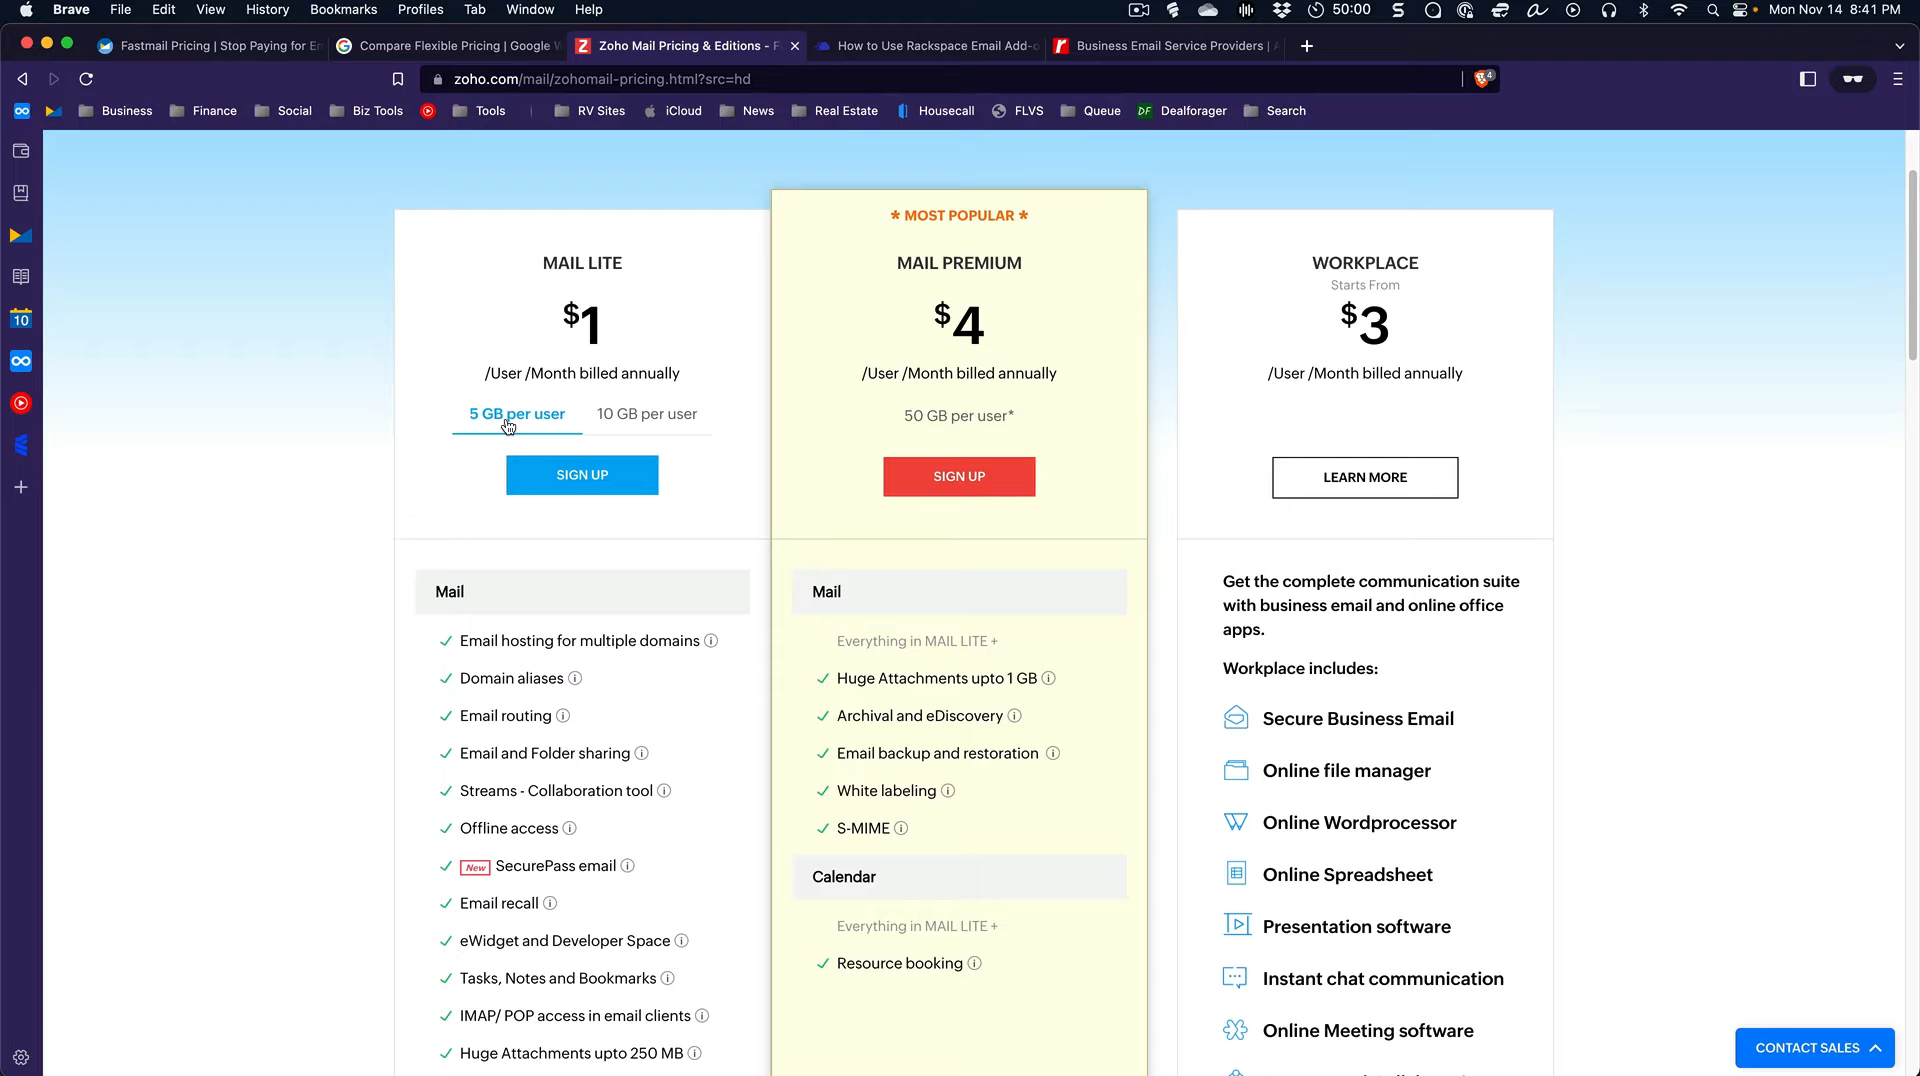 Brave File Edit View History Bookmarks Profiles Tab Window Help 50:00 Mon Nov 14 8:41 PM
Fastmail Pricing | Stop Paying for Em
Compare Flexible Pricing | Google W
Zoho Mail Pricing & Editions - F
How to Use Rackspace Email Add-o
Business Email Service Providers |
zoho.com/mail/zohomail-pricing.html?src=hd
4
Business Finance Social Biz Tools Tools RV Sites iCloud News Real Estate Housecall FLVS Queue DF Dealforager Search
10
MAIL LITE
$1
/User /Month billed annually
5 GB per user 10 GB per user
SIGN UP
Mail
Email hosting for multiple domains
Domain aliases
Email routing
Email and Folder sharing
Streams - Collaboration tool
Offline access
New SecurePass email
Email recall
eWidget and Developer Space
Tasks, Notes and Bookmarks
IMAP/ POP access in email clients
Huge Attachments upto 250 MB
* MOST POPULAR *
MAIL PREMIUM
$4
/User /Month billed annually
50 GB per user*
SIGN UP
Mail
Everything in MAIL LITE +
Huge Attachments upto 1 GB
Archival and eDiscovery
Email backup and restoration
White labeling
S-MIME
Calendar
Everything in MAIL LITE +
Resource booking
WORKPLACE
Starts From
$3
/User /Month billed annually
LEARN MORE
Get the complete communication suite
with business email and online office
apps.
Workplace includes:
Secure Business Email
Online file manager
Online Wordprocessor
Online Spreadsheet
Presentation software
Instant chat communication
Online Meeting software
CONTACT SALES